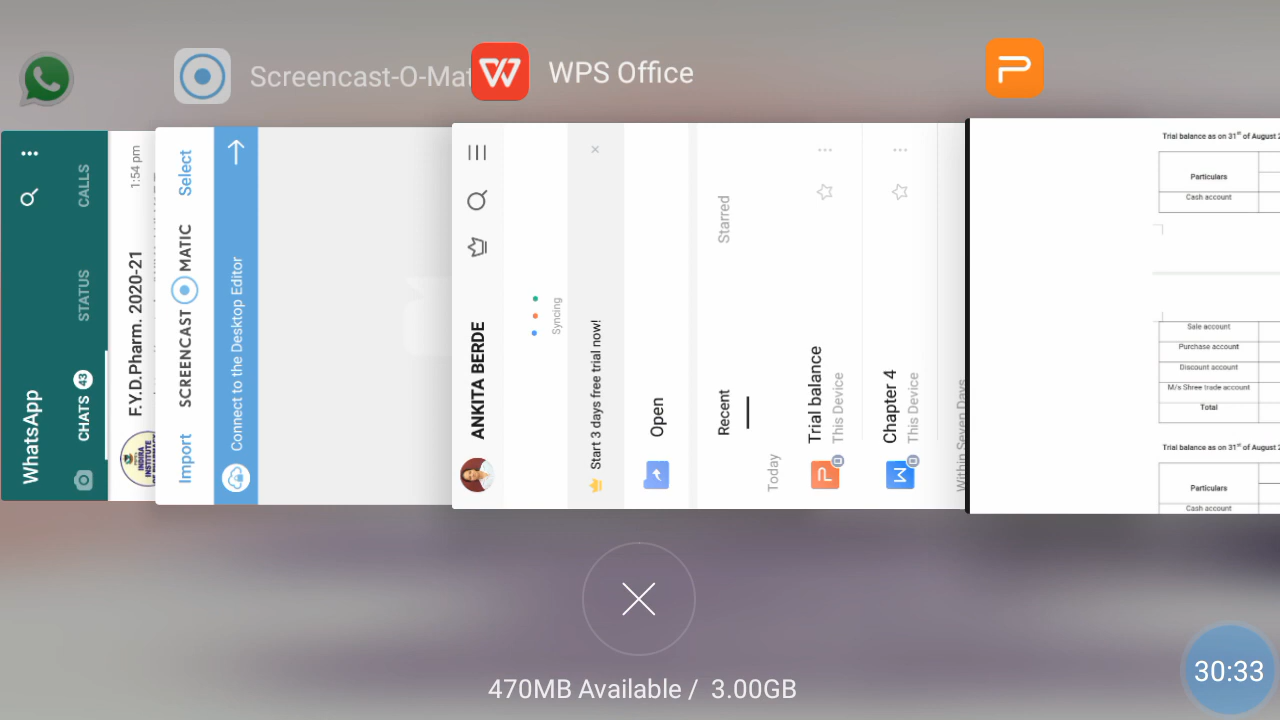 Screencast-O-Mat
WPS Office
WhatsApp
CHATS 43
STATUS
CALLS
F.Y.D.Pharm. 2020-21
1:54 pm
INDIRA
INSTITUTE
Import
SCREENCAST MATIC
Select
Connect to the Desktop Editor
ANKITA BERDE
Syncing
Start 3 days free trial now!
Open
Recent
Starred
Today
Trial balance
This Device
Chapter 4
This Device
Within Seven Days
Trial balance as on 31st of August 2
Particulars
Cash account
Sale account
Purchase account
Discount account
M/s Shree trade account
Total
Trial balance as on 31st of August 2
Particulars
Cash account
470MB Available / 3.00GB
30:33